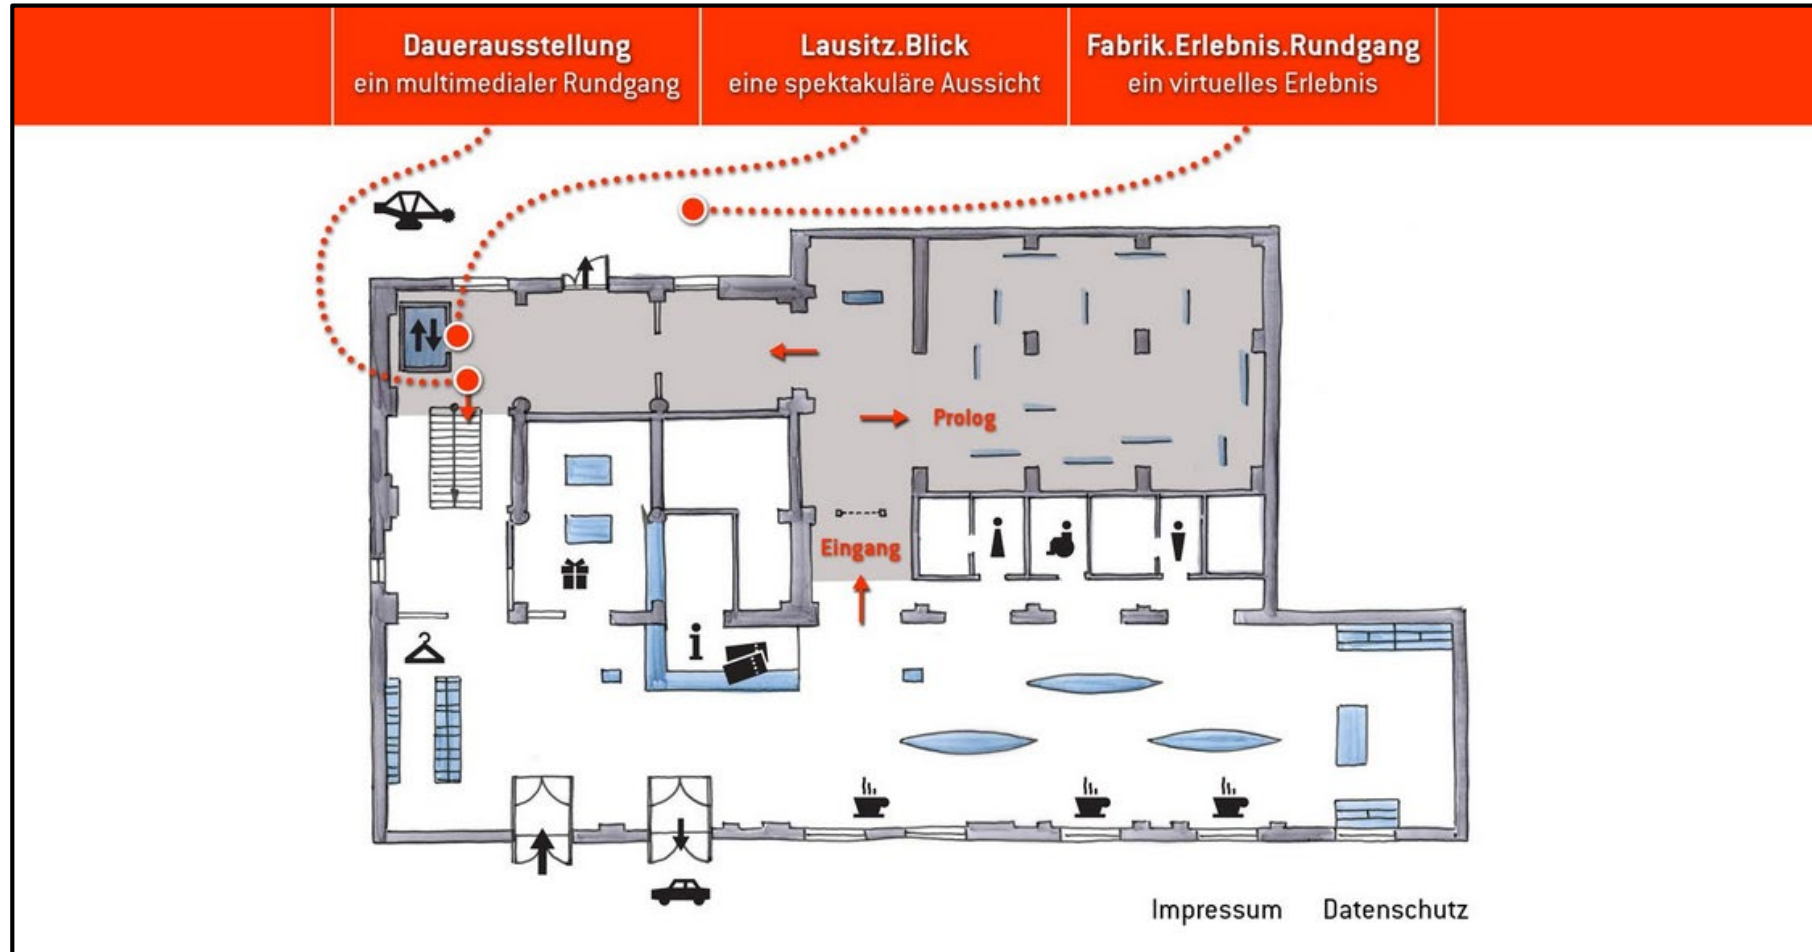 Dauerausstellung
ein multimedialer Rundgang
Lausitz.Blick
eine spektakuläre Aussicht
Fabrik.Erlebnis.Rundgang
ein virtuelles Erlebnis
Prolog
Eingang
i
Impressum
Datenschutz